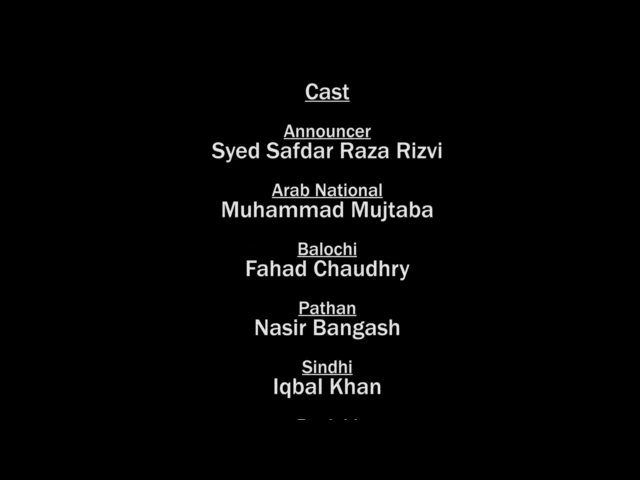 Cast
Announcer
Syed Safdar Raza Rizvi
Arab National
Muhammad Mujtaba
Balochi
Fahad Chaudhry
Pathan
Nasir Bangash
Sindhi
Iqbal Khan